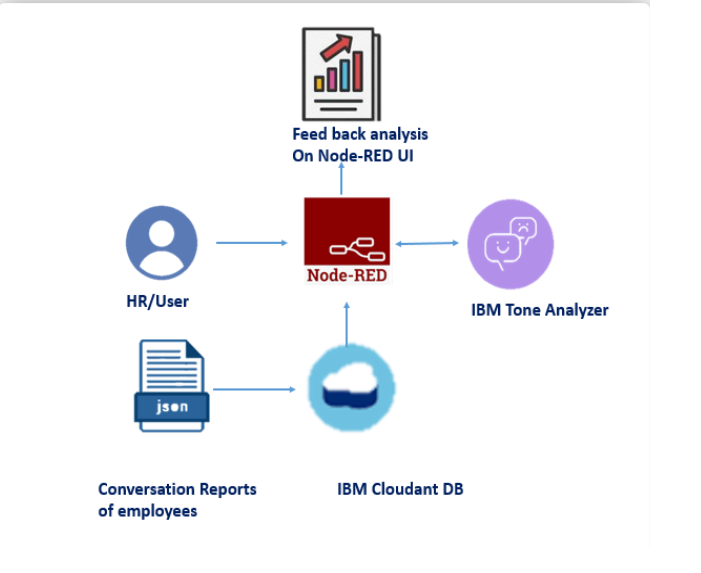 Feed back analysis
On Node-RED UI
Node-RED
HR/User
IBM Tone Analyzer
json
Conversation Reports
of employees
IBM Cloudant DB